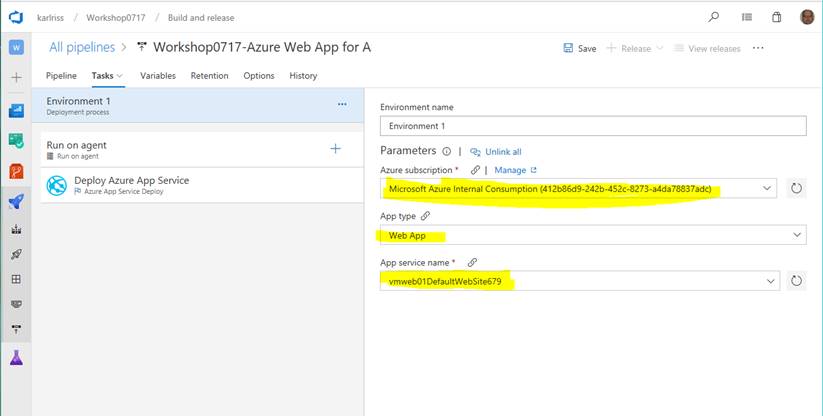 karlriss / Workshop0717 / Build and release
W
All pipelines > Workshop0717-Azure Web App for A
Save + Release View releases ...
Pipeline Tasks Variables Retention Options History
Environment 1 ...
Deployment process
Run on agent +
Run on agent
Deploy Azure App Service
Azure App Service Deploy
Environment name
Environment 1
Parameters | Unlink all
Azure subscription * | Manage
Microsoft Azure Internal Consumption (412b86d9-242b-452c-8273-a4da78837adc)
App type
Web App
App service name *
vmweb01DefaultWebSite679